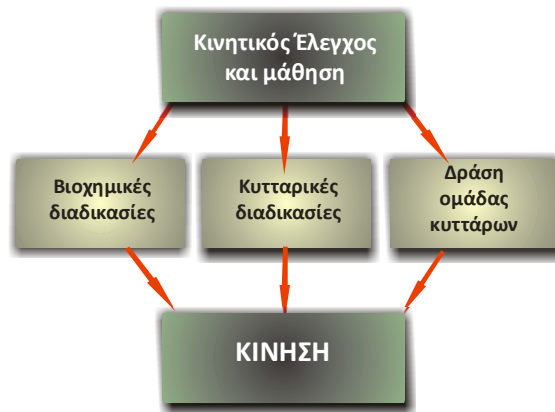 Κινητικός Έλεγχος
και μάθηση
Βιοχημικές
διαδικασίες
Κυτταρικές
διαδικασίες
Δράση
ομάδας
κυττάρων
ΚΙΝΗΣΗ